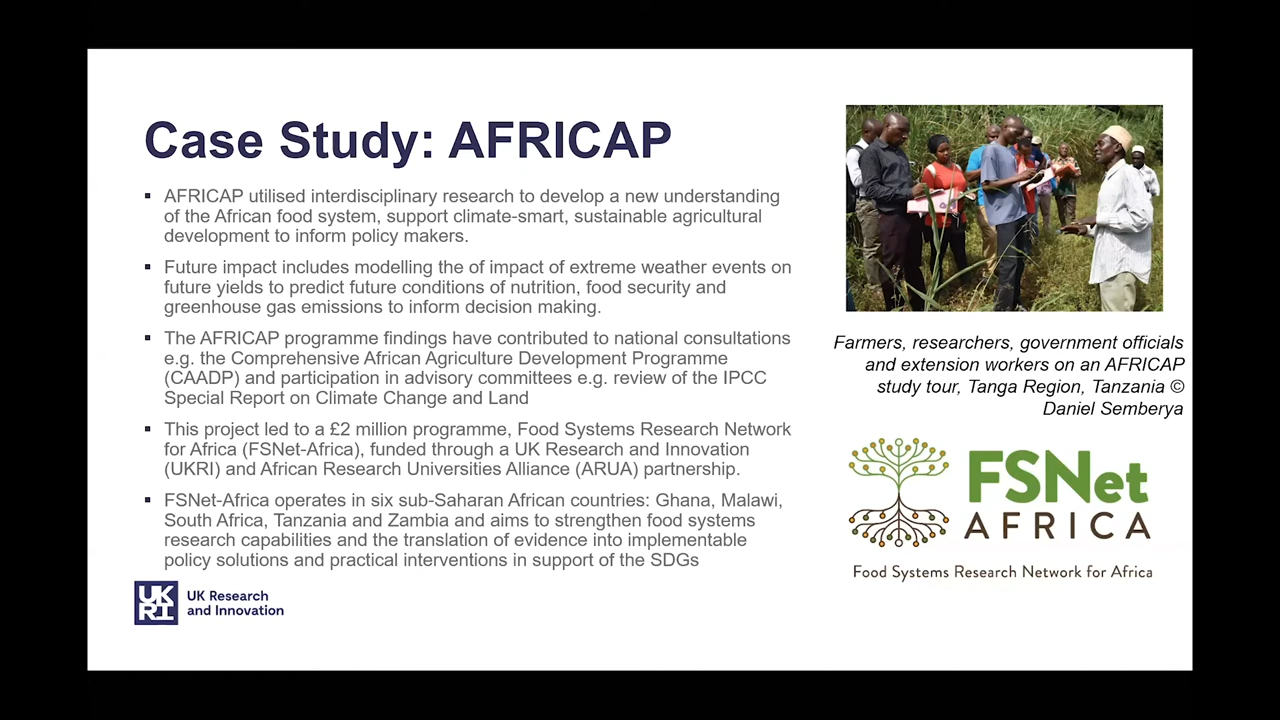 Case Study: AFRICAP
▪ AFRICAP utilised interdisciplinary research to develop a new understanding
of the African food system, support climate-smart, sustainable agricultural
development to inform policy makers.
▪ Future impact includes modelling the of impact of extreme weather events on
future yields to predict future conditions of nutrition, food security and
greenhouse gas emissions to inform decision making.
▪ The AFRICAP programme findings have contributed to national consultations
e.g. the Comprehensive African Agriculture Development Programme
(CAADP) and participation in advisory committees e.g. review of the IPCC
Special Report on Climate Change and Land
▪ This project led to a £2 million programme, Food Systems Research Network
for Africa (FSNet-Africa), funded through a UK Research and Innovation
(UKRI) and African Research Universities Alliance (ARUA) partnership.
▪ FSNet-Africa operates in six sub-Saharan African countries: Ghana, Malawi,
South Africa, Tanzania and Zambia and aims to strengthen food systems
research capabilities and the translation of evidence into implementable
policy solutions and practical interventions in support of the SDGs
Farmers, researchers, government officials
and extension workers on an AFRICAP
study tour, Tanga Region, Tanzania ©
Daniel Semberya
FSNet
AFRICA
Food Systems Research Network for Africa
UK
RI
UK Research
and Innovation